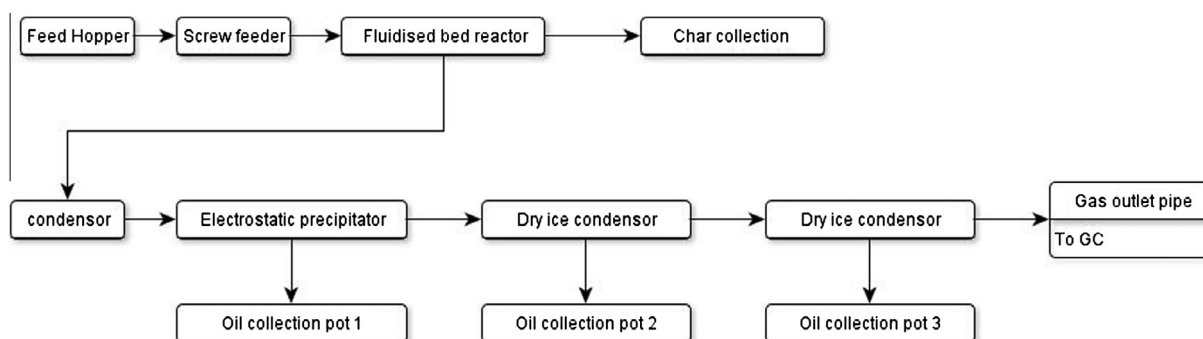 Feed Hopper
Screw feeder
Fluidised bed reactor
Char collection
condensor
Electrostatic precipitator
Dry ice condensor
Dry ice condensor
Gas outlet pipe
To GC
Oil collection pot 1
Oil collection pot 2
Oil collection pot 3